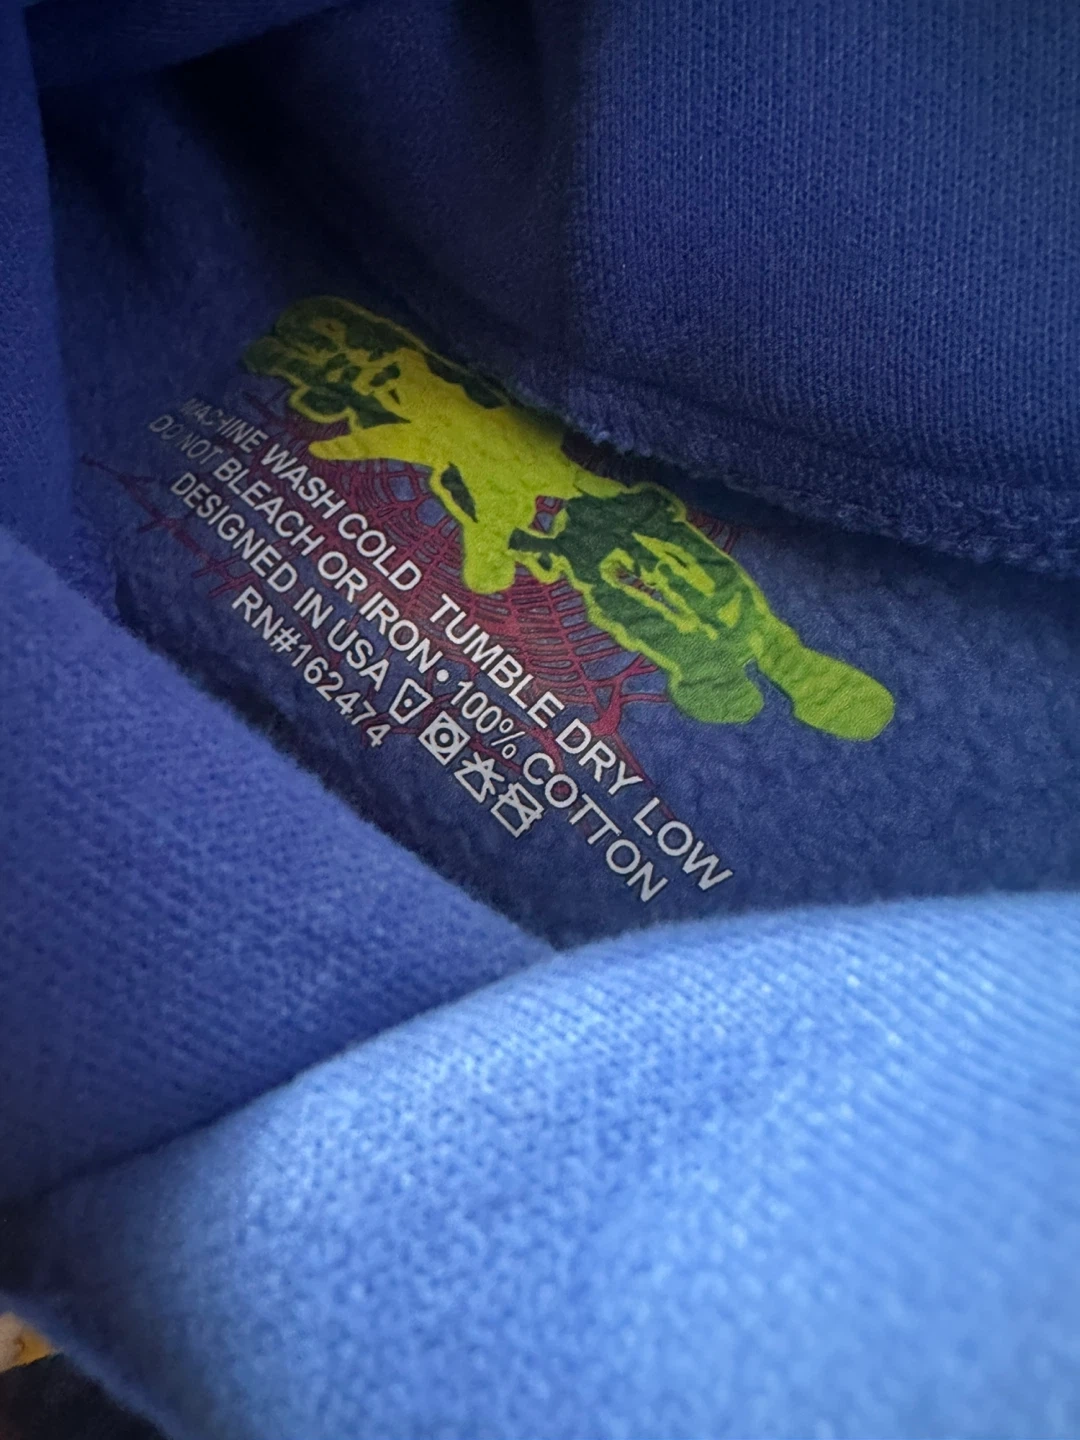 MACHINE WASH COLD TUMBLE DRY LOW
DO NOT BLEACH OR IRON • 100% COTTON
DESIGNED IN USA
RN#162474